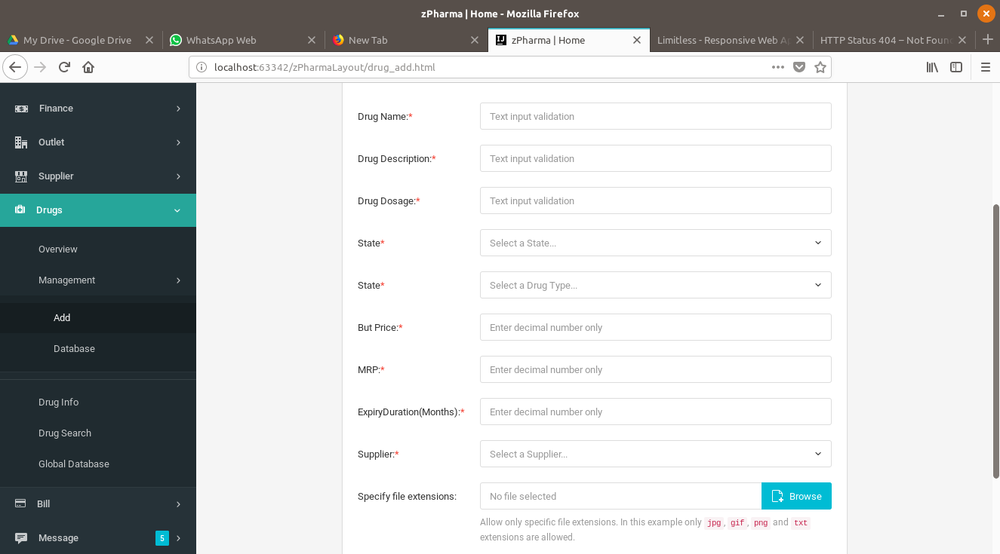 zPharma | Home - Mozilla Firefox
My Drive - Google Drive
WhatsApp Web
New Tab
zPharma | Home
Limitless - Responsive Web Ap
HTTP Status 404 – Not Found
localhost:63342/zPharmaLayout/drug_add.html
Finance
Outlet
Supplier
Drugs
Overview
Management
Add
Database
Drug Info
Drug Search
Global Database
Bill
Message 5
Drug Name:* Text input validation
Drug Description:* Text input validation
Drug Dosage:* Text input validation
State* Select a State...
State* Select a Drug Type...
But Price:* Enter decimal number only
MRP:* Enter decimal number only
ExpiryDuration(Months):* Enter decimal number only
Supplier:* Select a Supplier...
Specify file extensions: No file selected Browse
Allow only specific file extensions. In this example only jpg, gif, png and txt
extensions are allowed.